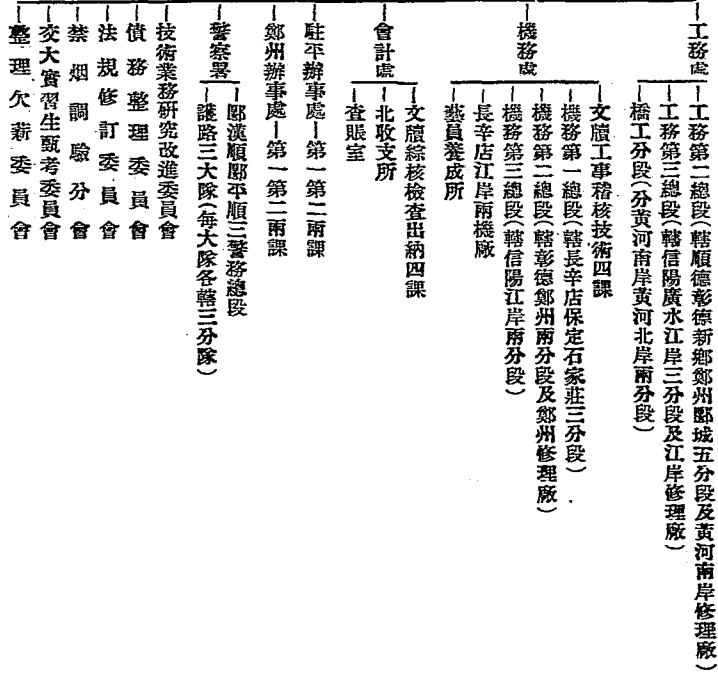 工務處
工務第二總段(轄順德彰德新鄉鄭州郾城五分段及黃河南岸修理廠)
工務第三總段(轄信陽廣水江岸三分段及江岸修理廠)
橋工分段(分黃河南岸黃河北岸兩分段)
機務處
文牘工事稽核技術四課
機務第一總段(轄長辛店保定石家莊三分段)
機務第二總段(轄彰德鄭州兩分段及鄭州修理廠)
機務第三總段(轄信陽江岸兩分段)
長辛店江岸兩機廠
藝員養成所
會計處
文牘綜核檢查出納四課
北收支所
查賬室
駐平辦事處
第一第二兩課
鄭州辦事處
第一第二兩課
警察署
郾漢順郾平順三警務總段
護路三大隊(每大隊各轄三分隊)
技術業務研究改進委員會
債務整理委員會
法規修訂委員會
禁烟調驗分會
交大實習生甄考委員會
整理欠薪委員會